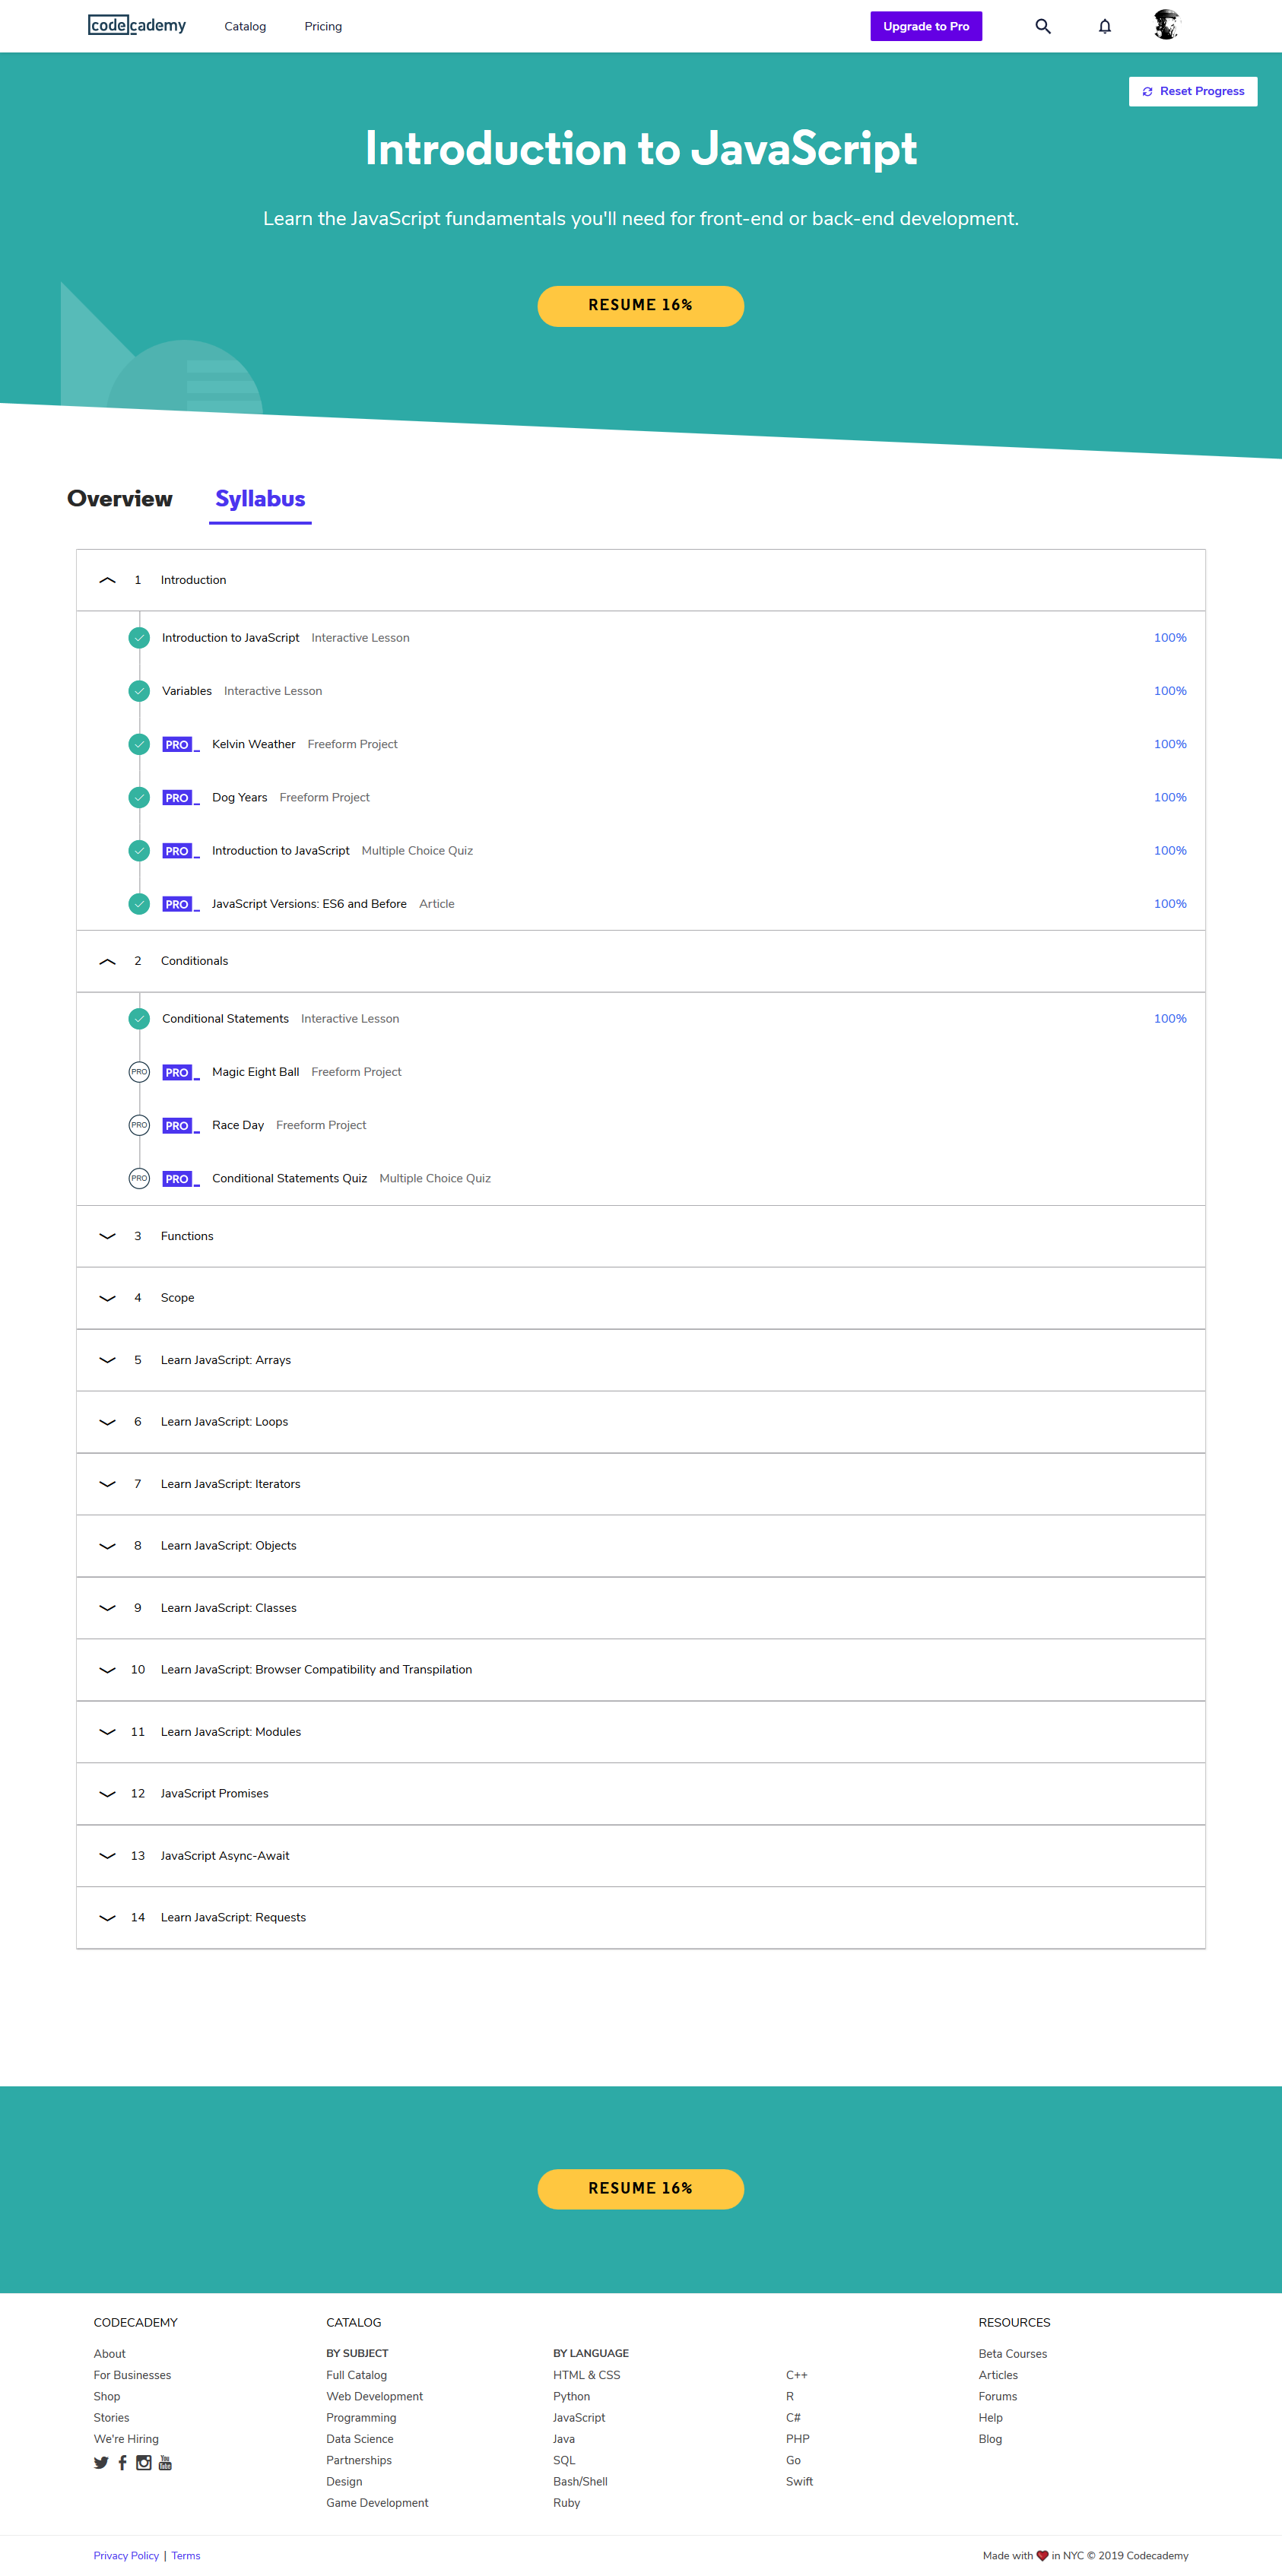 codecademy Catalog Pricing Upgrade to Pro
Reset Progress
Introduction to JavaScript
Learn the JavaScript fundamentals you'll need for front-end or back-end development.
RESUME 16%
Overview Syllabus
1 Introduction
Introduction to JavaScript Interactive Lesson 100%
Variables Interactive Lesson 100%
PRO_ Kelvin Weather Freeform Project 100%
PRO_ Dog Years Freeform Project 100%
PRO_ Introduction to JavaScript Multiple Choice Quiz 100%
PRO_ JavaScript Versions: ES6 and Before Article 100%
2 Conditionals
Conditional Statements Interactive Lesson 100%
PRO PRO_ Magic Eight Ball Freeform Project
PRO PRO_ Race Day Freeform Project
PRO PRO_ Conditional Statements Quiz Multiple Choice Quiz
3 Functions
4 Scope
5 Learn JavaScript: Arrays
6 Learn JavaScript: Loops
7 Learn JavaScript: Iterators
8 Learn JavaScript: Objects
9 Learn JavaScript: Classes
10 Learn JavaScript: Browser Compatibility and Transpilation
11 Learn JavaScript: Modules
12 JavaScript Promises
13 JavaScript Async-Await
14 Learn JavaScript: Requests
RESUME 16%
CODECADEMY CATALOG RESOURCES
About BY SUBJECT BY LANGUAGE Beta Courses
For Businesses Full Catalog HTML & CSS C++ Articles
Shop Web Development Python R Forums
Stories Programming JavaScript C# Help
We're Hiring Data Science Java PHP Blog
You Tube Partnerships SQL Go
Design Bash/Shell Swift
Game Development Ruby
Privacy Policy | Terms Made with ❤ in NYC © 2019 Codecademy